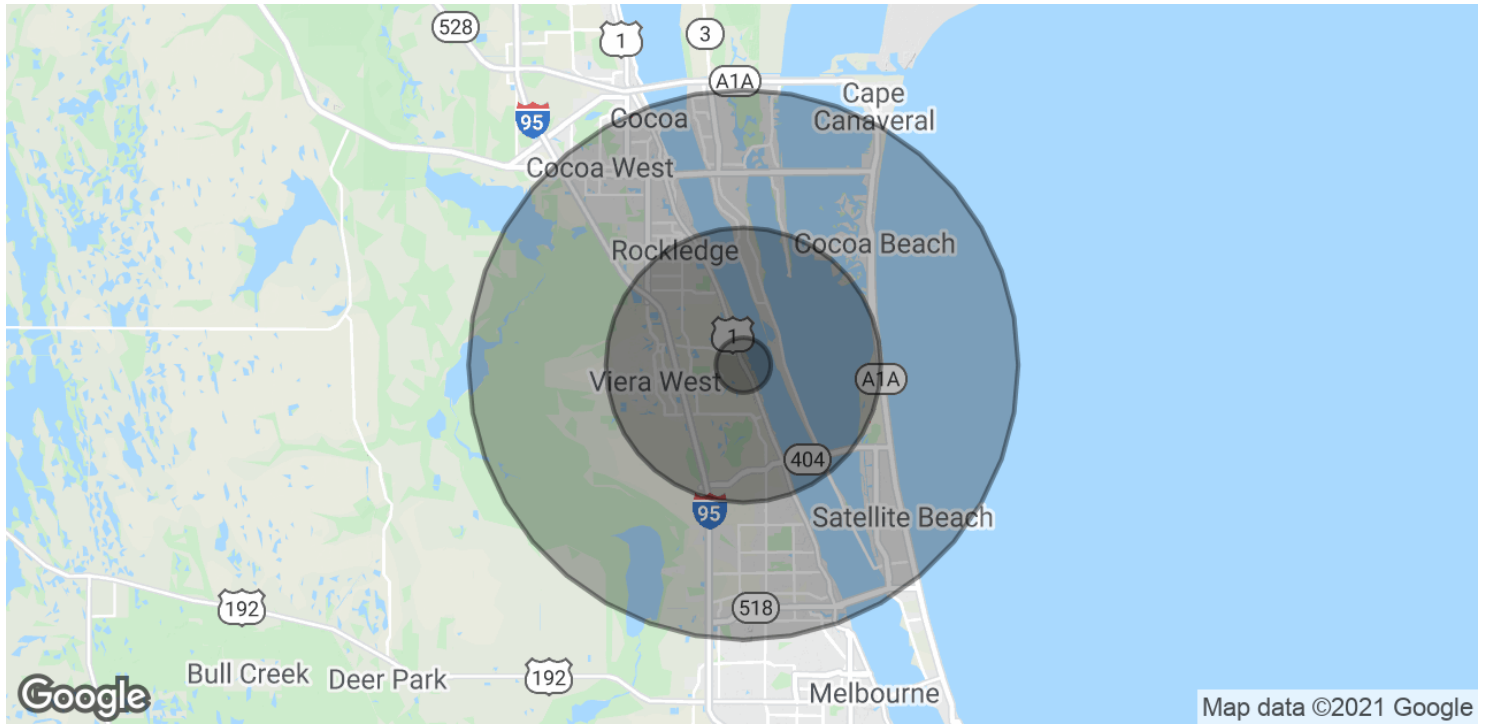 528
1
3
A1A
Cape
Canaveral
95
Cocoa
Cocoa West
Rockledge
Cocoa Beach
1
Viera West
A1A
404
95
Satellite Beach
192
518
Bull Creek
Deer Park
192
Melbourne
Google
Map data ©2021 Google